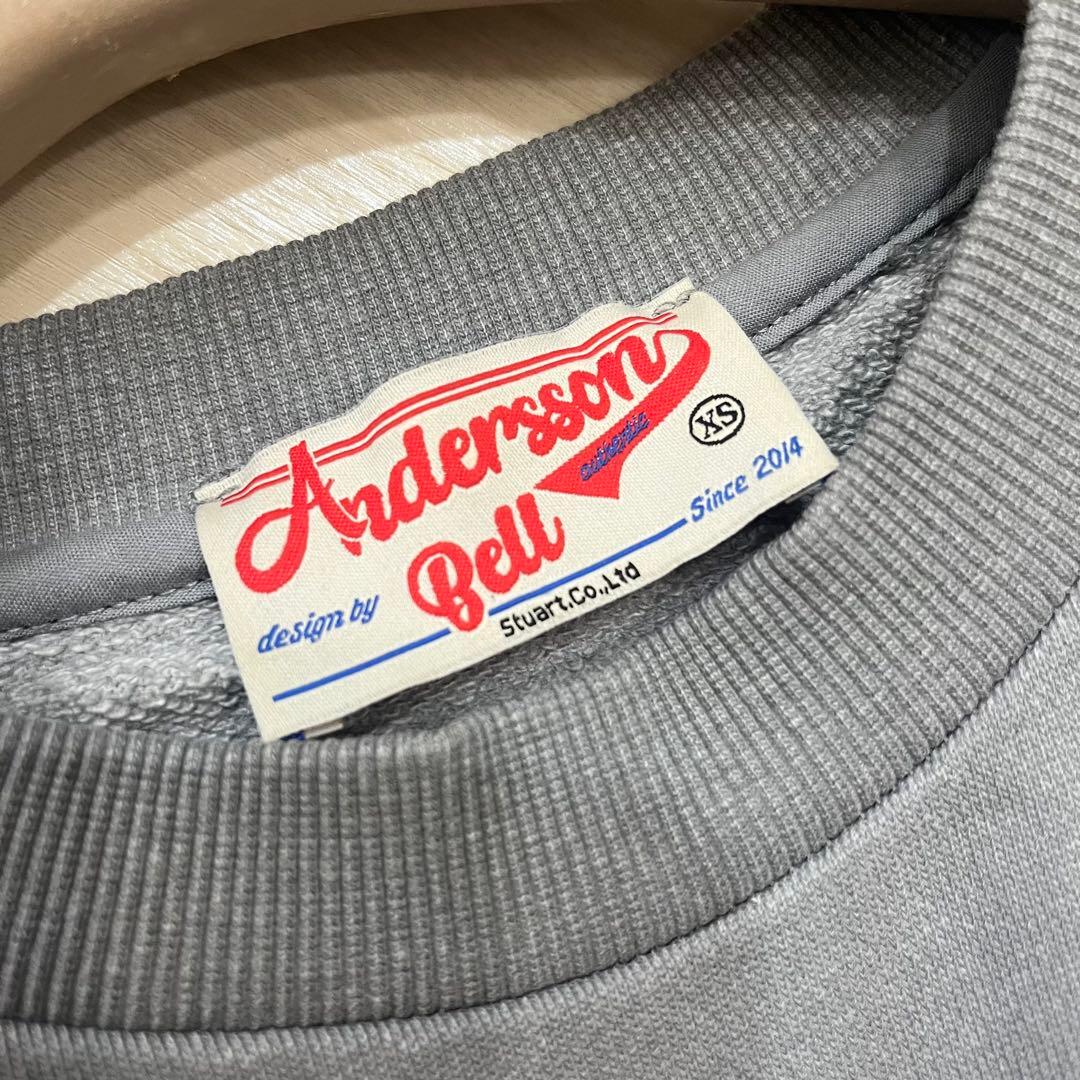 Andersson
authentic
XS
Bell
Since 2014
design by
Stuart.Co.,Ltd